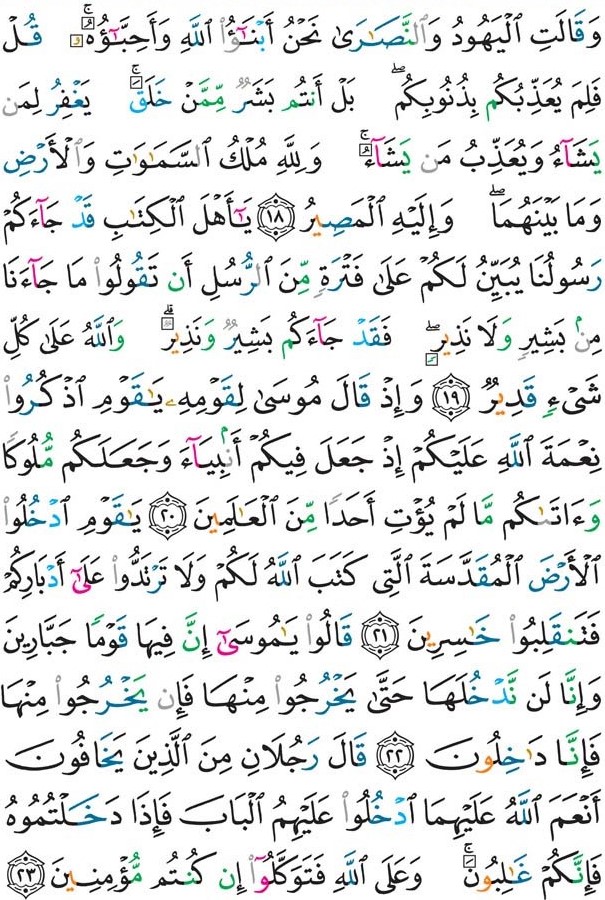 وَقَالَتِ ٱلْيَهُودُ وَٱلنَّصَـٰرَىٰ نَحْنُ أَبْنَـٰٓؤُا۟ ٱللَّهِ وَأَحِبَّـٰٓؤُهُۥ ۚ قُلْ
فَلِمَ يُعَذِّبُكُم بِذُنُوبِكُم ۖ بَلْ أَنتُم بَشَرٌ مِّمَّنْ خَلَقَ ۚ يَغْفِرُ لِمَن
يَشَآءُ وَيُعَذِّبُ مَن يَشَآءُ ۚ وَلِلَّهِ مُلْكُ ٱلسَّمَـٰوَٰتِ وَٱلْأَرْضِ
وَمَا بَيْنَهُمَا ۖ وَإِلَيْهِ ٱلْمَصِيرُ ١٨ يَـٰٓأَهْلَ ٱلْكِتَـٰبِ قَدْ جَآءَكُمْ
رَسُولُنَا يُبَيِّنُ لَكُمْ عَلَىٰ فَتْرَةٍ مِّنَ ٱلرُّسُلِ أَن تَقُولُوا۟ مَا جَآءَنَا
مِنۢ بَشِيرٍ وَلَا نَذِيرٍ ۖ فَقَدْ جَآءَكُم بَشِيرٌ وَنَذِيرٌ ۗ وَٱللَّهُ عَلَىٰ كُلِّ
شَىْءٍ قَدِيرٌ ١٩ وَإِذْ قَالَ مُوسَىٰ لِقَوْمِهِۦ يَـٰقَوْمِ ٱذْكُرُوا۟
نِعْمَةَ ٱللَّهِ عَلَيْكُمْ إِذْ جَعَلَ فِيكُمْ أَنۢبِيَآءَ وَجَعَلَكُم مُّلُوكًا
وَءَاتَىٰكُم مَّا لَمْ يُؤْتِ أَحَدًا مِّنَ ٱلْعَـٰلَمِينَ ٢٠ يَـٰقَوْمِ ٱدْخُلُوا۟
ٱلْأَرْضَ ٱلْمُقَدَّسَةَ ٱلَّتِى كَتَبَ ٱللَّهُ لَكُمْ وَلَا تَرْتَدُّوا۟ عَلَىٰٓ أَدْبَارِكُمْ
فَتَنقَلِبُوا۟ خَـٰسِرِينَ ٢١ قَالُوا۟ يَـٰمُوسَىٰٓ إِنَّ فِيهَا قَوْمًا جَبَّارِينَ
وَإِنَّا لَن نَّدْخُلَهَا حَتَّىٰ يَخْرُجُوا۟ مِنْهَا فَإِن يَخْرُجُوا۟ مِنْهَا
فَإِنَّا دَٰخِلُونَ ٢٢ قَالَ رَجُلَانِ مِنَ ٱلَّذِينَ يَخَافُونَ
أَنْعَمَ ٱللَّهُ عَلَيْهِمَا ٱدْخُلُوا۟ عَلَيْهِمُ ٱلْبَابَ فَإِذَا دَخَلْتُمُوهُ
فَإِنَّكُمْ غَـٰلِبُونَ ۚ وَعَلَى ٱللَّهِ فَتَوَكَّلُوٓا۟ إِن كُنتُم مُّؤْمِنِينَ ٢٣